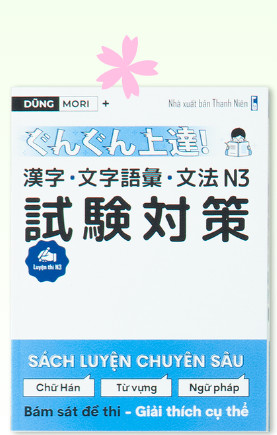 DŨNG MORI +
Nhà xuất bản Thanh Niên
ぐんぐん上達!
漢字・文字語彙・文法 N3
試験対策
Luyện thi N3
SÁCH LUYỆN CHUYÊN SÂU
Chữ Hán Từ vựng Ngữ pháp
Bám sát đề thi - Giải thích cụ thể